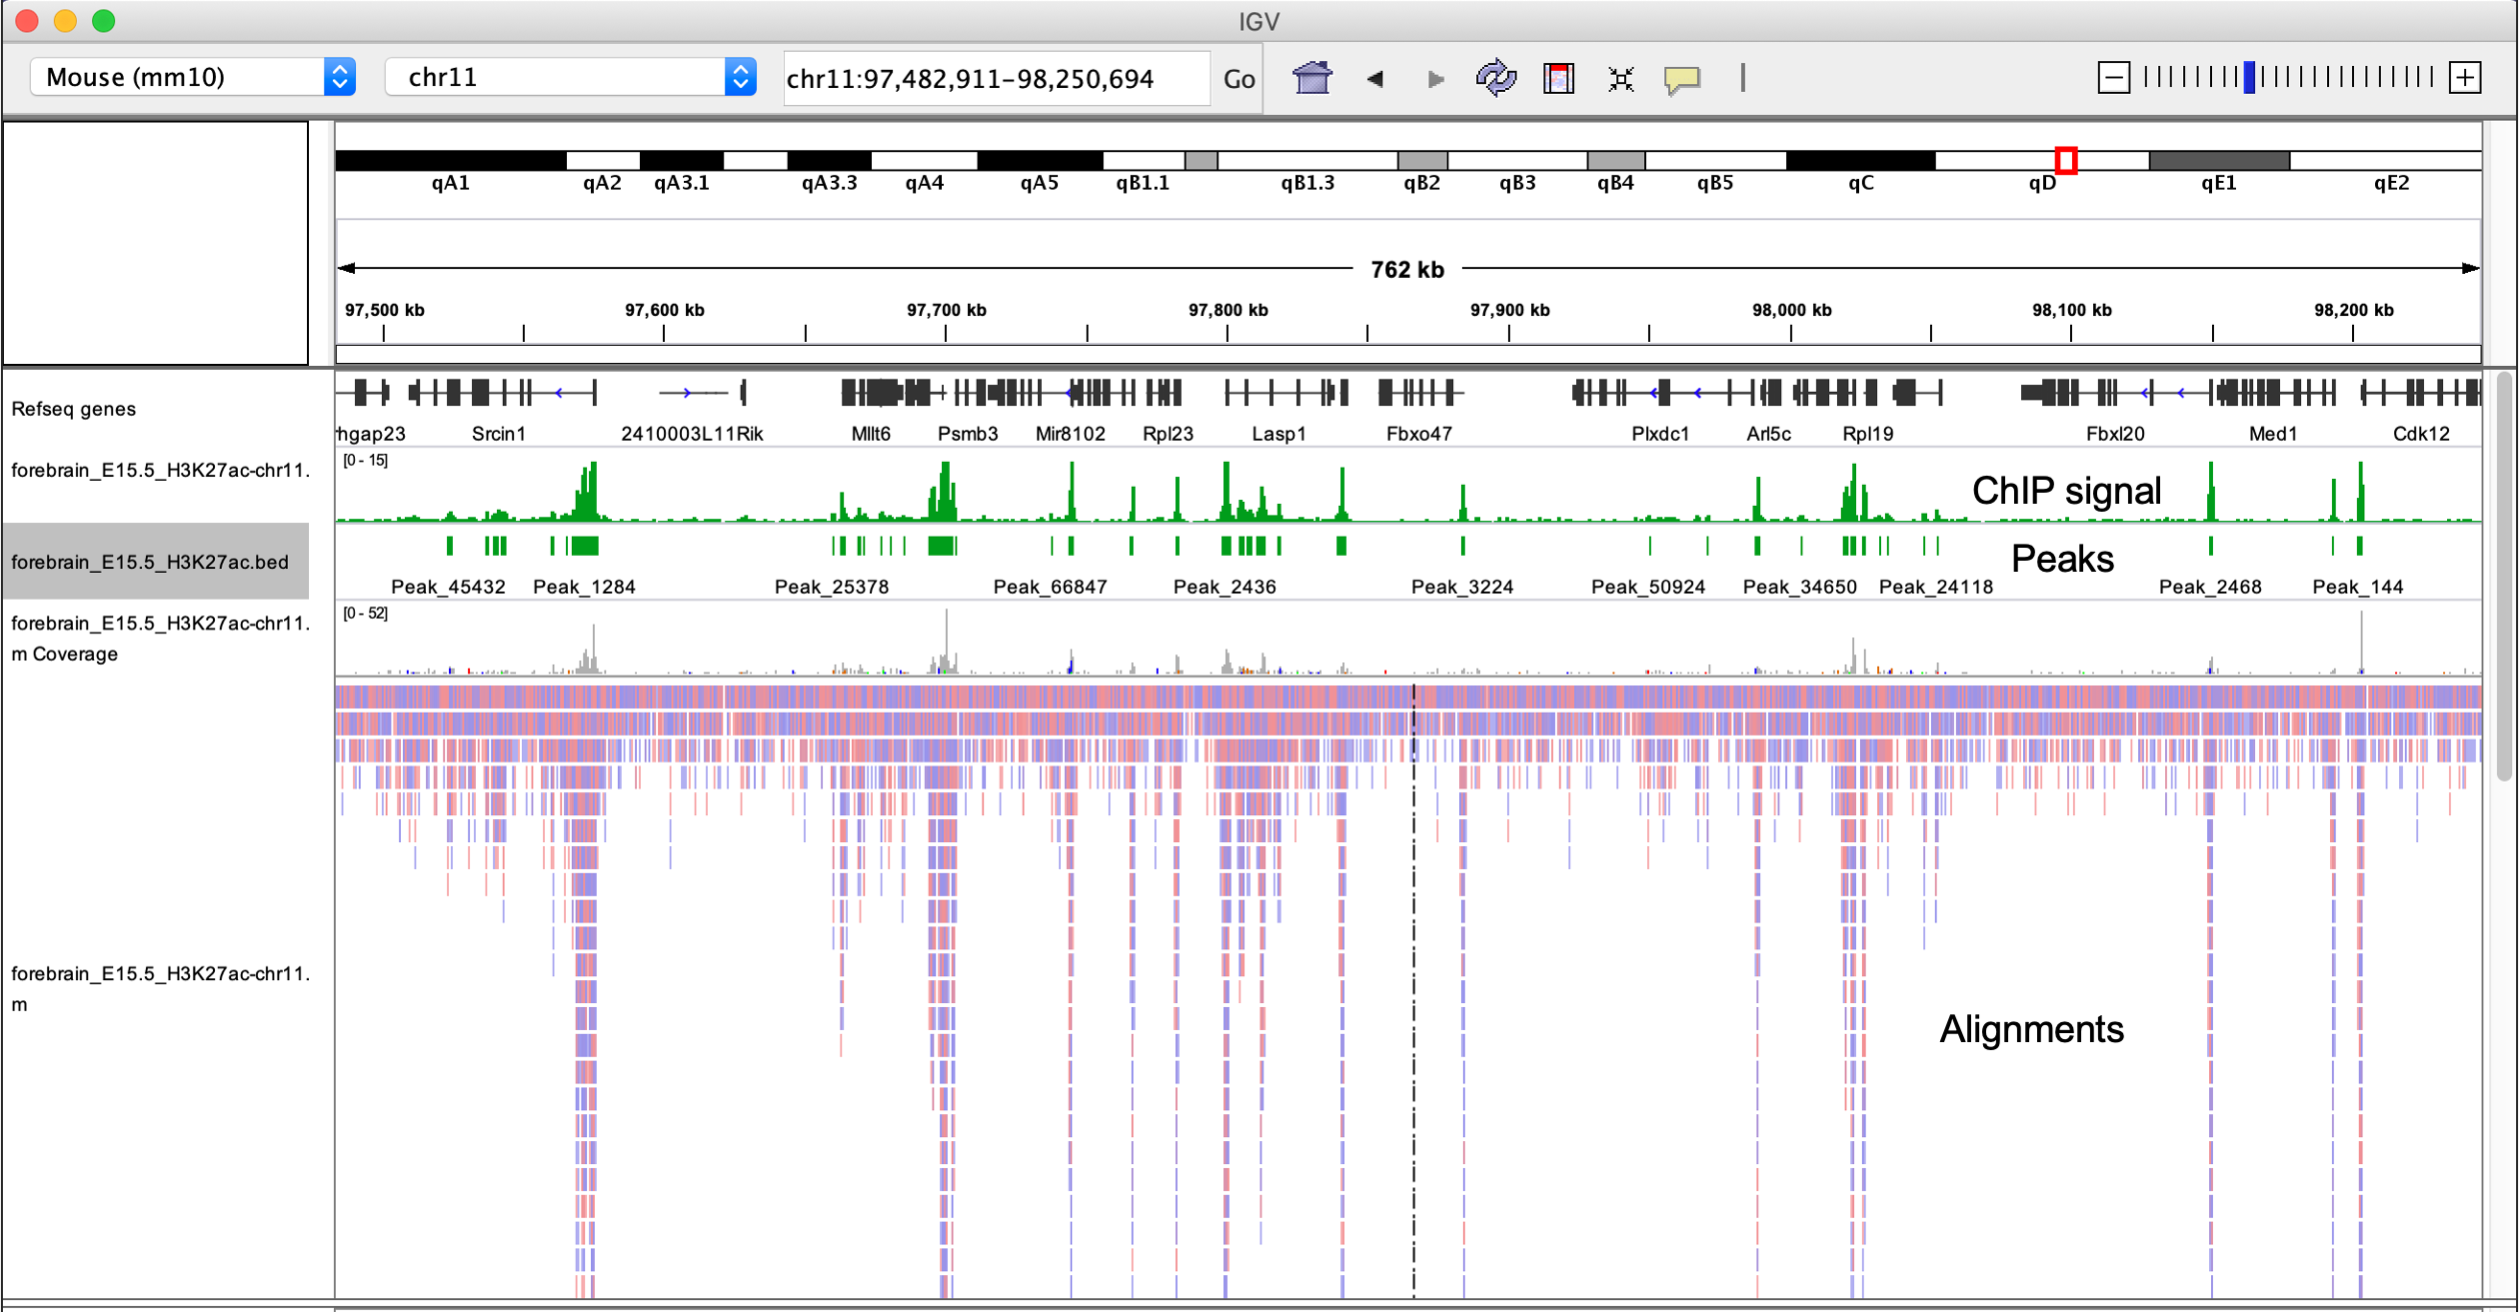 IGV
Mouse (mm10) chr11 chr11:97,482,911-98,250,694 Go
qA1 qA2 qA3.1 qA3.3 qA4 qA5 qB1.1 qB1.3 qB2 qB3 qB4 qB5 qC qD qE1 qE2
762 kb
97,500 kb 97,600 kb 97,700 kb 97,800 kb 97,900 kb 98,000 kb 98,100 kb 98,200 kb
Refseq genes
hgap23 Srcin1 2410003L11Rik Mllt6 Psmb3 Mir8102 Rpl23 Lasp1 Fbxo47 Plxdc1 Arl5c Rpl19 Fbxl20 Med1 Cdk12
forebrain_E15.5_H3K27ac-chr11.
[0 - 15]
ChIP signal
forebrain_E15.5_H3K27ac.bed
Peaks
Peak_45432 Peak_1284 Peak_25378 Peak_66847 Peak_2436 Peak_3224 Peak_50924 Peak_34650 Peak_24118 Peak_2468 Peak_144
forebrain_E15.5_H3K27ac-chr11.
m Coverage
[0 - 52]
forebrain_E15.5_H3K27ac-chr11.
m
Alignments